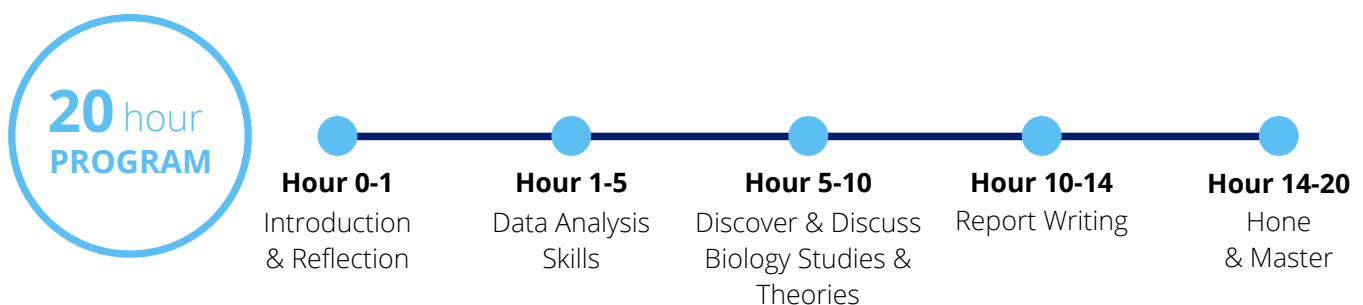 20 hour
PROGRAM
Hour 0-1
Introduction
& Reflection
Hour 1-5
Data Analysis
Skills
Hour 5-10
Discover & Discuss
Biology Studies &
Theories
Hour 10-14
Report Writing
Hour 14-20
Hone
& Master